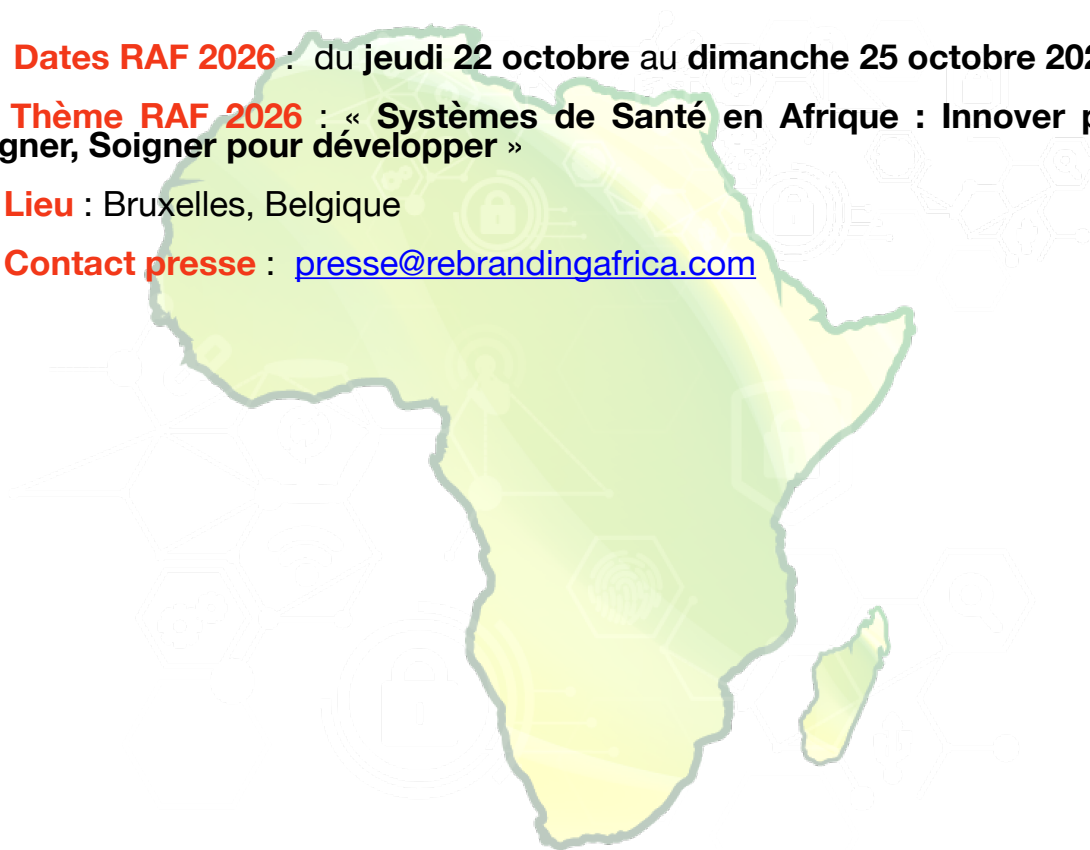 Dates RAF 2026 : du jeudi 22 octobre au dimanche 25 octobre
Thème RAF 2026 : « Systèmes de Santé en Afrique : Innover
Soigner pour développer »
Lieu : Bruxelles, Belgique
Contact presse : presse@rebrandingafrica.com